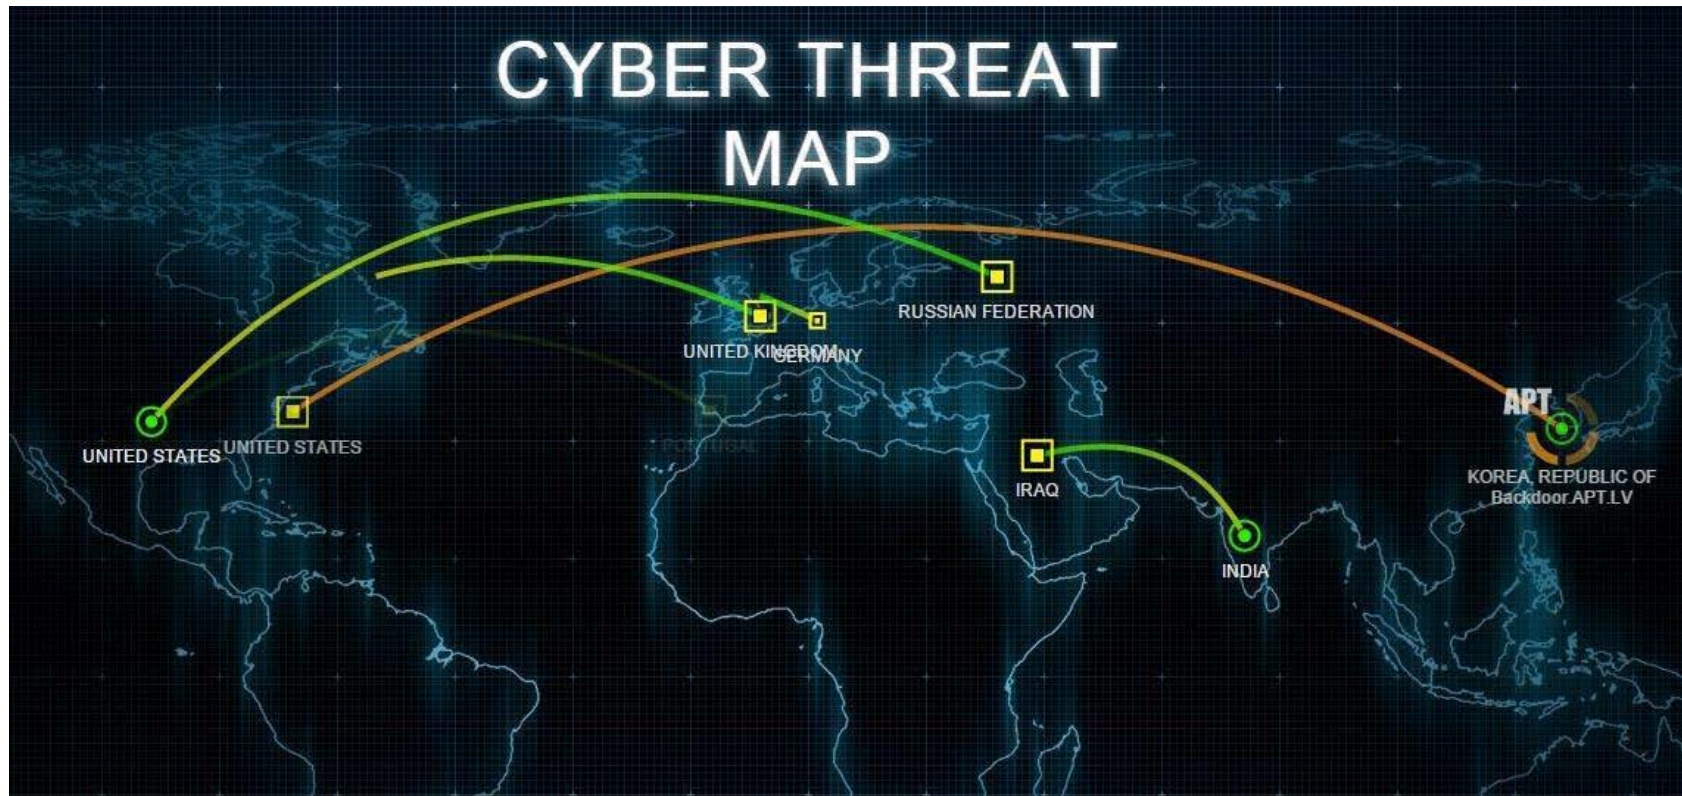 CYBER THREAT
MAP
RUSSIAN FEDERATION
UNITED KINGDOM
GERMANY
APT
UNITED STATES
UNITED STATES
PORTUGAL
KOREA, REPUBLIC OF
Backdoor.APT.LV
IRAQ
INDIA